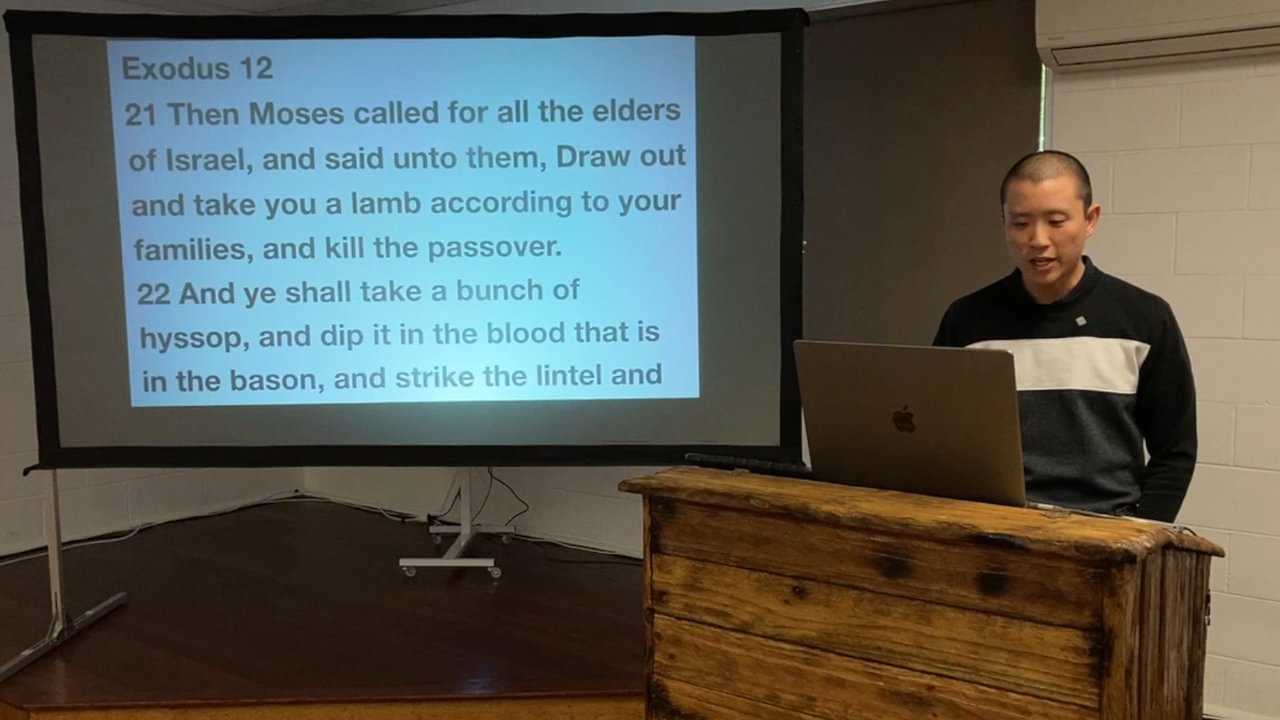 Exodus 12
21 Then Moses called for all the elders
of Israel, and said unto them, Draw out
and take you a lamb according to your
families, and kill the passover.
22 And ye shall take a bunch of
hyssop, and dip it in the blood that is
in the bason, and strike the lintel and